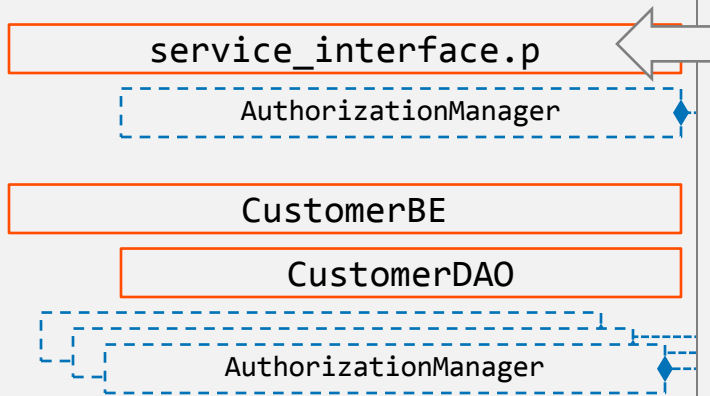 service_interface.p
AuthorizationManager
CustomerBE
CustomerDAO
AuthorizationManager